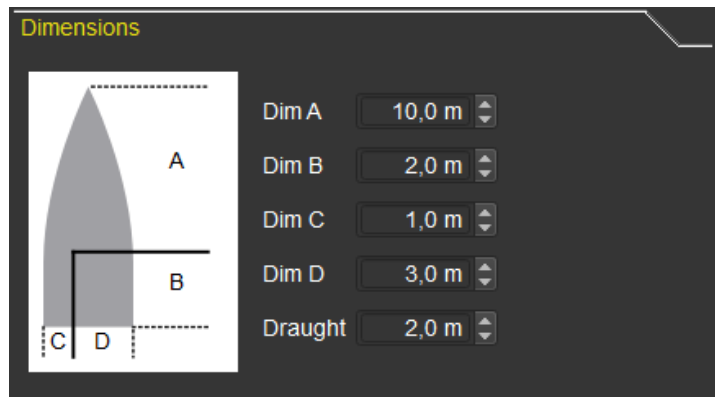 Dimensions
A
B
C D
Dim A 10,0 m
Dim B 2,0 m
Dim C 1,0 m
Dim D 3,0 m
Draught 2,0 m